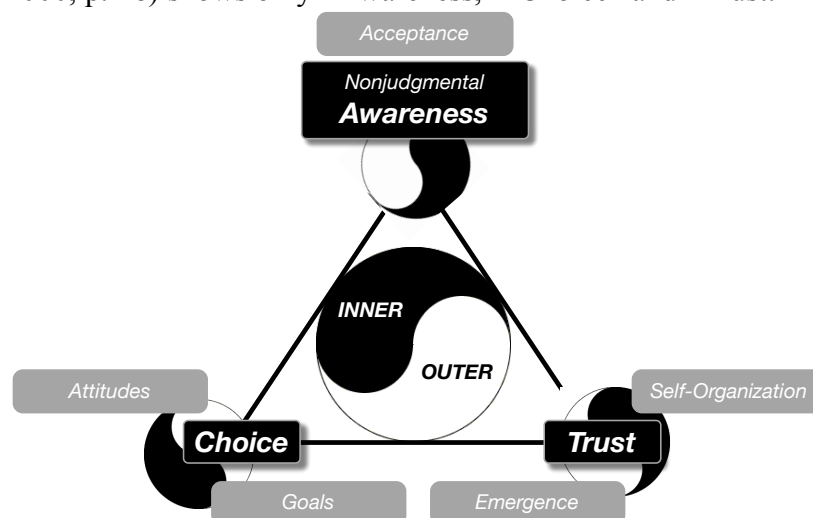 Acceptance
Nonjudgmental
Awareness
INNER
OUTER
Attitudes
Self-Organization
Choice
Trust
Goals
Emergence